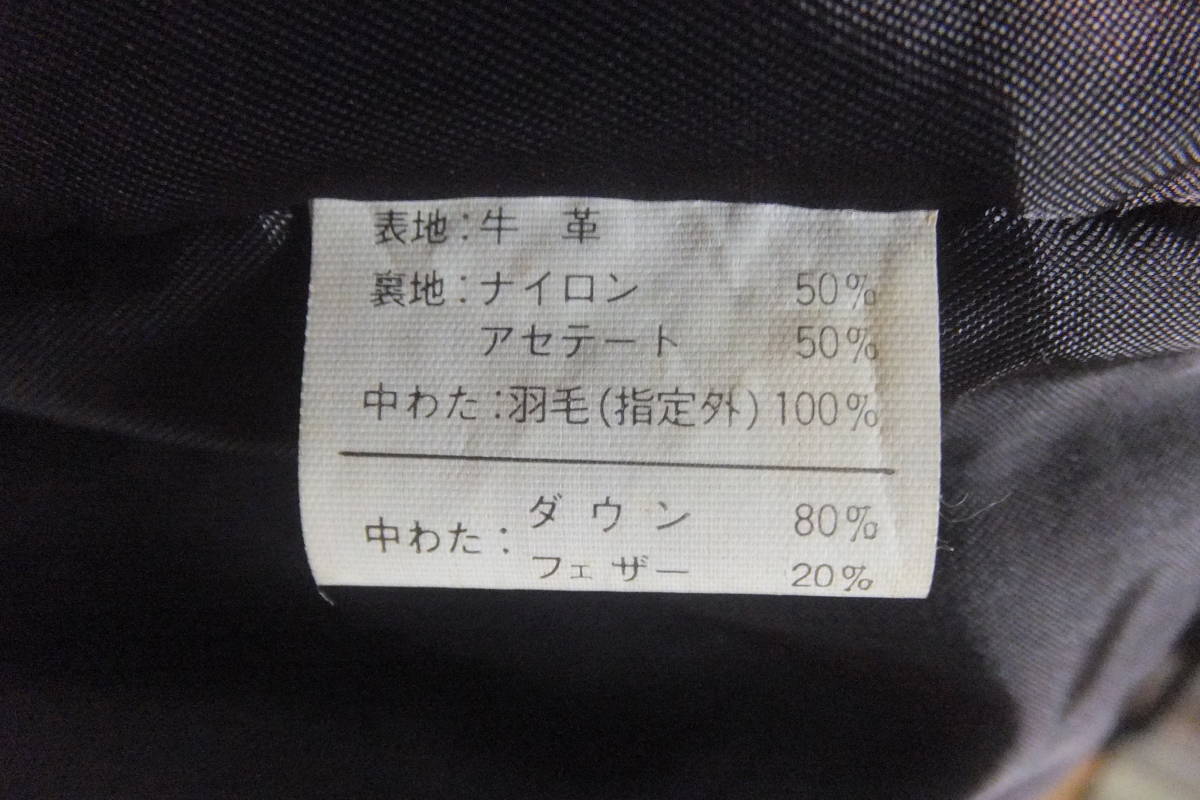 表地:牛 革
裏地:ナイロン 50%
アセテート 50%
中わた:羽毛(指定外)100%
中わた:ダウン 80%
フェザー 20%